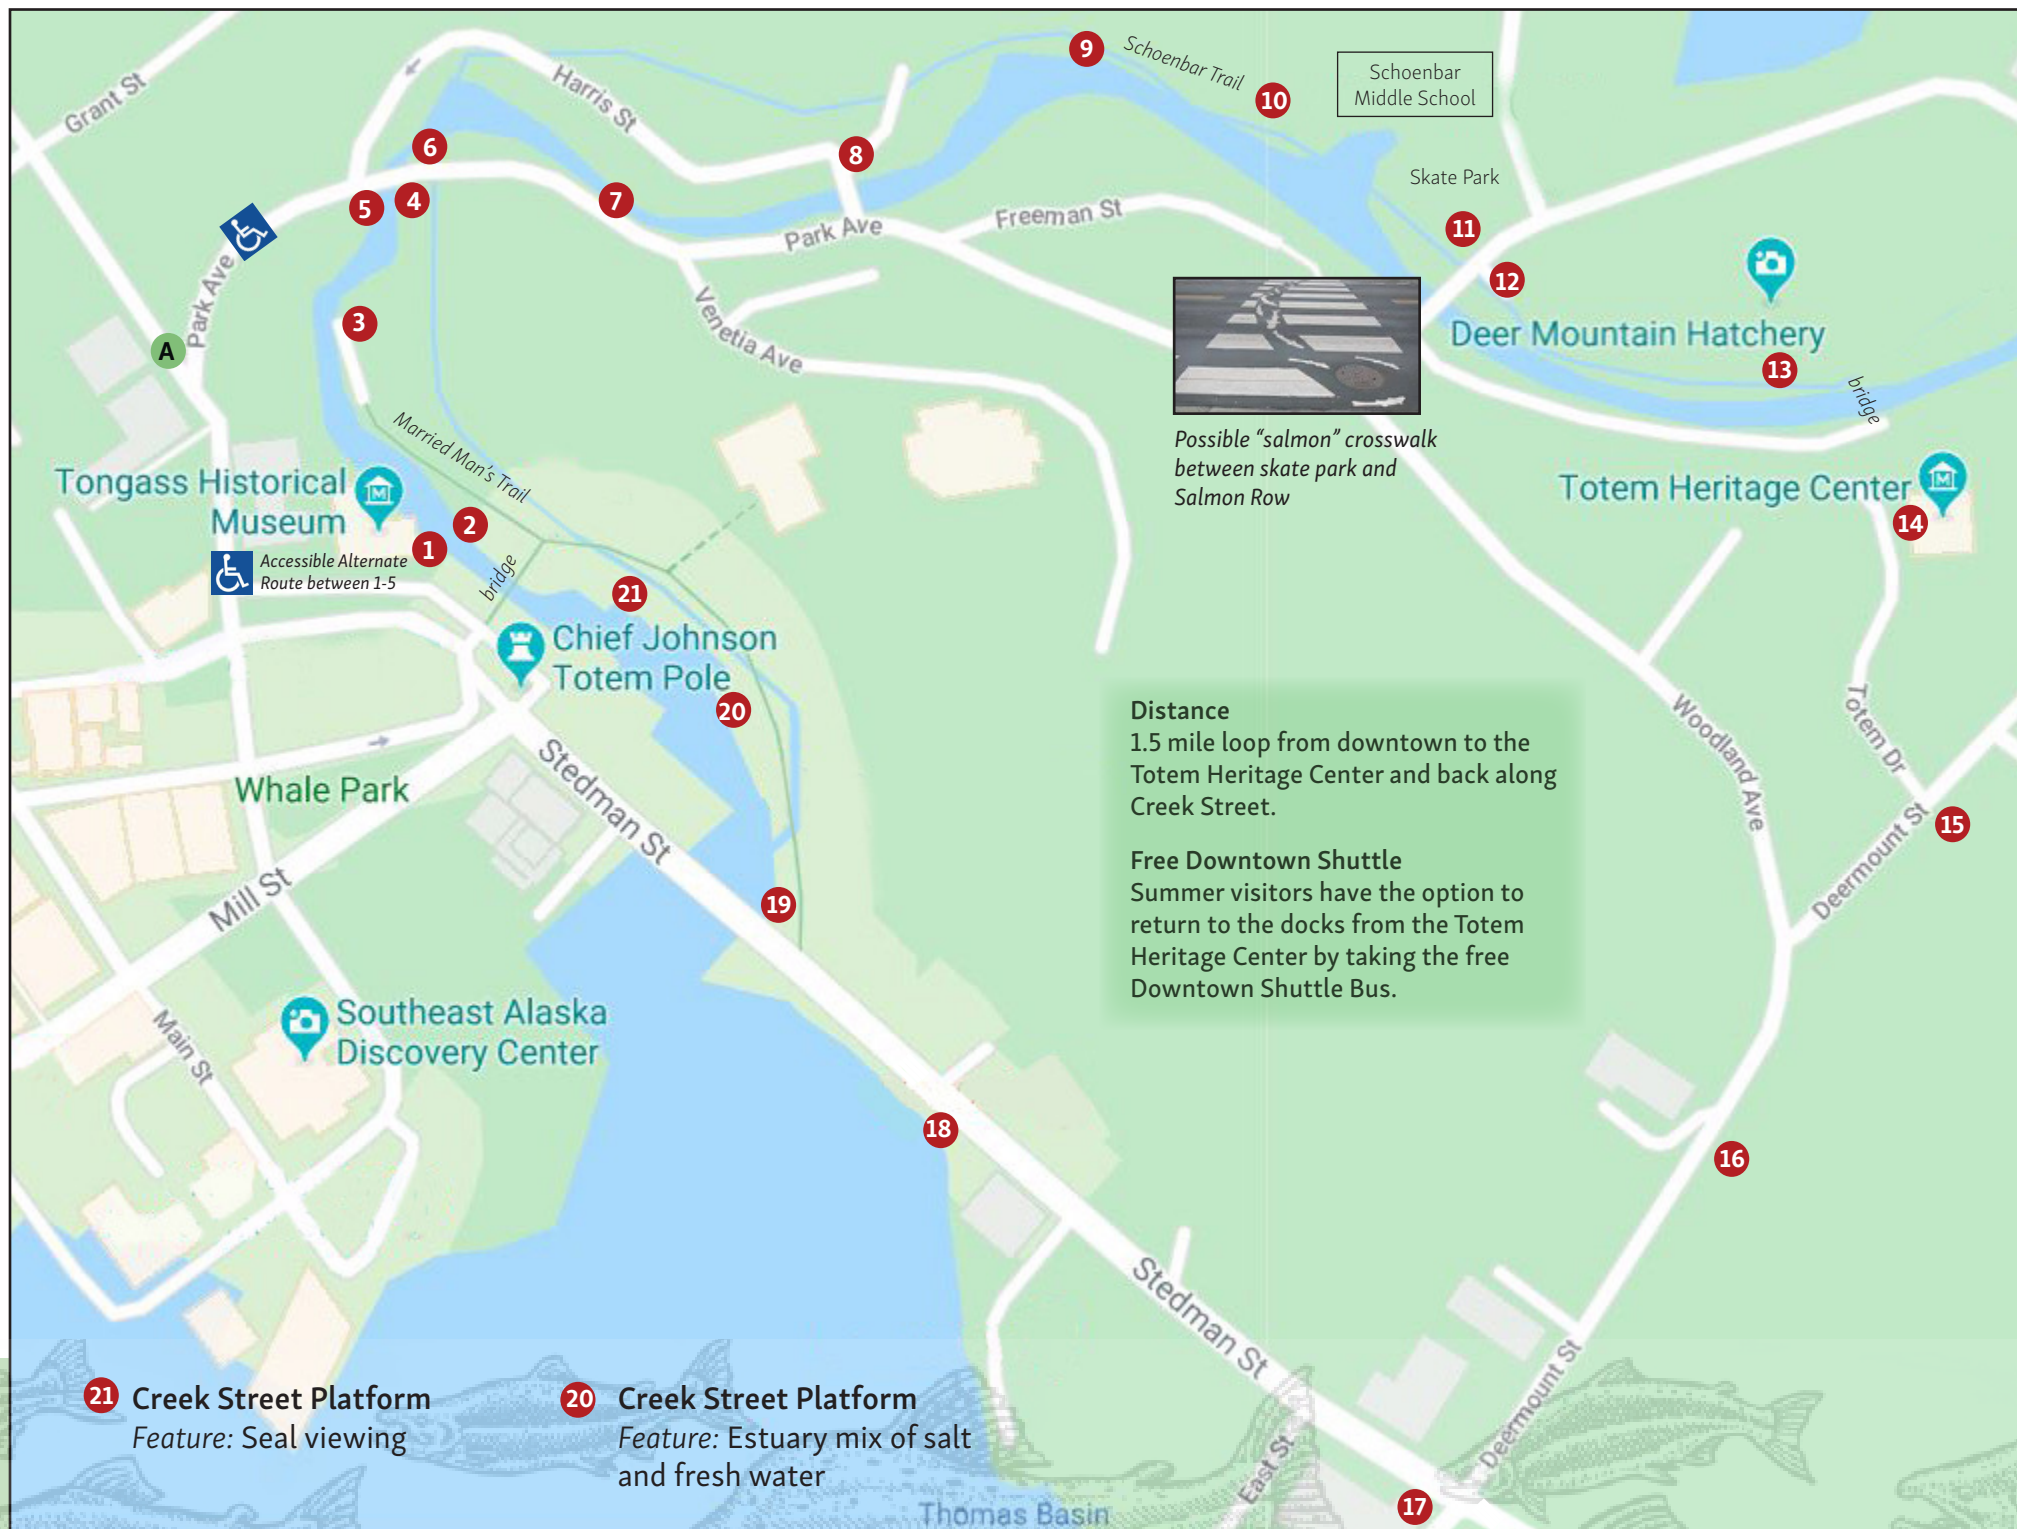 Grant St
Harris St
9
Schoenbar Trail
10
Schoenbar
Middle School
6
8
5
4
7
Skate Park
11
Park Ave
Freeman St
Park Ave
12
3
A
Venetia Ave
Deer Mountain Hatchery
13
bridge
Married Man's Trail
Possible “salmon” crosswalk
between skate park and
Salmon Row
Tongass Historical
Museum
2
1
Totem Heritage Center
14
Accessible Alternate
Route between 1-5
bridge
21
Chief Johnson
Totem Pole
20
Distance
1.5 mile loop from downtown to the
Totem Heritage Center and back along
Creek Street.
Free Downtown Shuttle
Summer visitors have the option to
return to the docks from the Totem
Heritage Center by taking the free
Downtown Shuttle Bus.
Woodland Ave
Totem Dr
Deermount St
15
Whale Park
Stedman St
Mill St
19
Main St
Southeast Alaska
Discovery Center
18
16
Stedman St
Deermount St
East St
17
21 Creek Street Platform
Feature: Seal viewing
20 Creek Street Platform
Feature: Estuary mix of salt
and fresh water
Thomas Basin